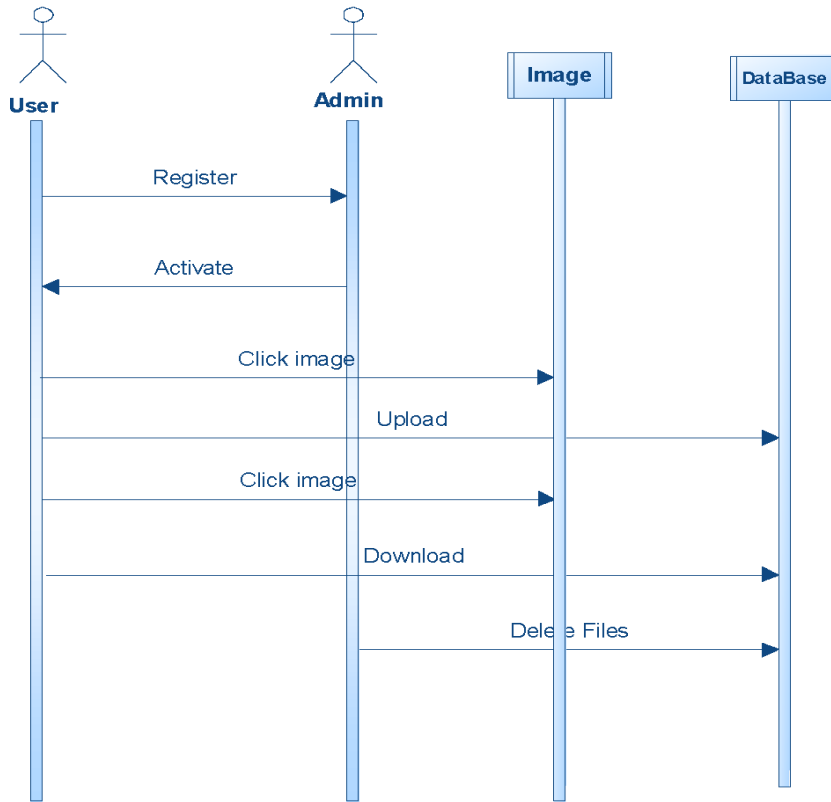 User
Admin
Image
DataBase
Register
Activate
Click image
Upload
Click image
Download
Delete Files